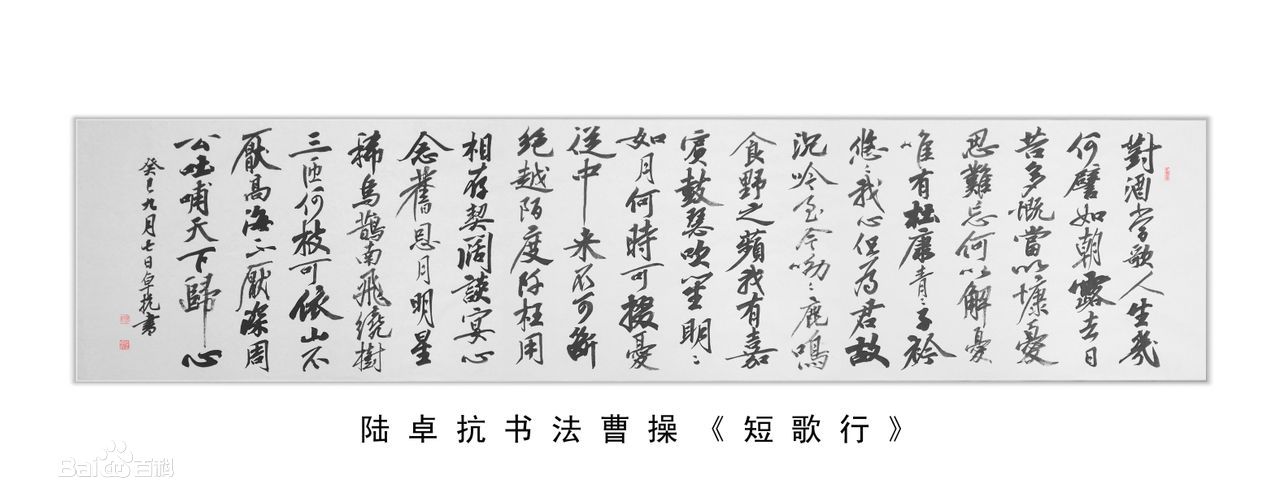 對酒当歌人生幾
何譬如朝露去日
苦多慨當以慷憂
思難忘何以解憂
唯有杜康青〻子衿
悠〻我心但為君故
沉吟至今呦〻鹿鳴
食野之蘋我有嘉
賓鼓瑟吹笙明〻
如月何時可掇憂
從中來不可斷
絕越陌度阡枉用
相存契闊談宴心
念舊恩月明星
稀烏鵲南飛繞樹
三匝何枝可依山不
厭高海不厭深周
公吐哺天下歸心
癸巳九月七日卓抗書
陆卓抗书法曹操《短歌行》
Baidu百科